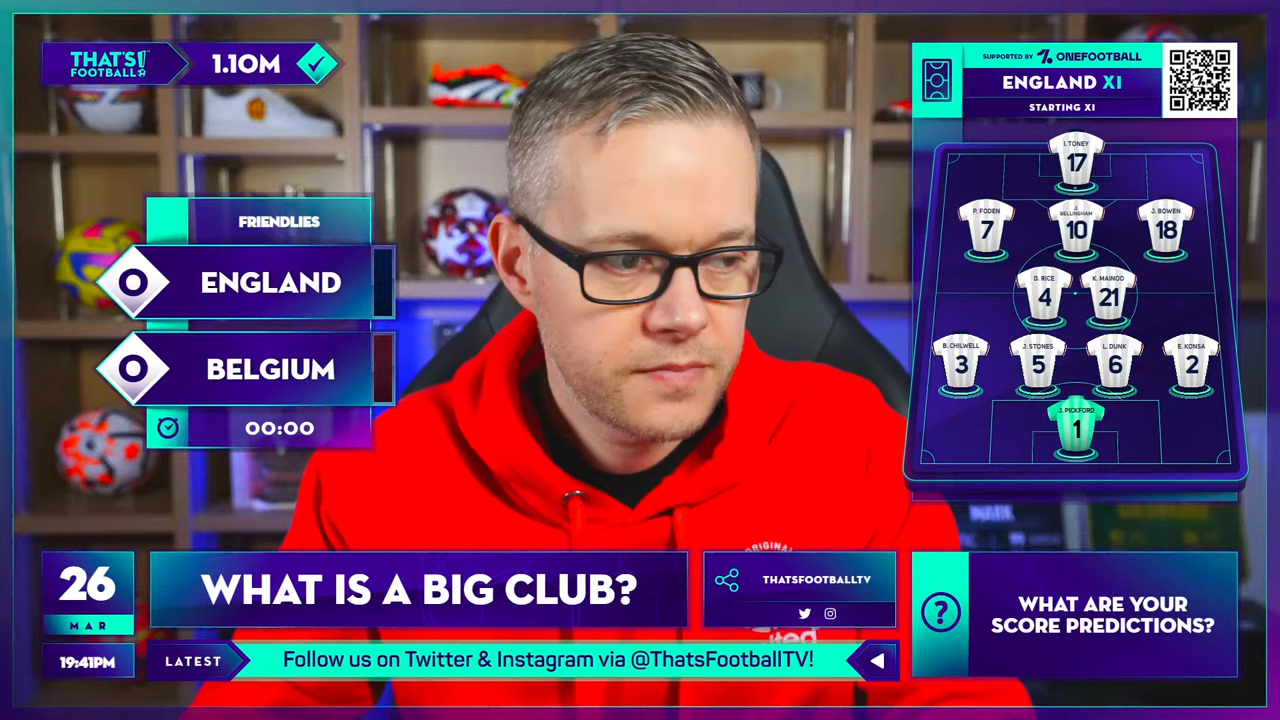 THAT'S
FOOTBALL
1.10M
SUPPORTED BY ONEFOOTBALL
ENGLAND XI
STARTING XI
I. TONEY
17
P. FODEN
7
J. BELLINGHAM
10
J. BOWEN
18
D. RICE
4
K. MAINOO
21
B. CHILWELL
3
J. STONES
5
L. DUNK
6
E. KONSA
2
J. PICKFORD
1
FRIENDLIES
0 ENGLAND
0 BELGIUM
00:00
ORIGINAL
26
MAR
19:41PM
WHAT IS A BIG CLUB?
THATSFOOTBALLTV
LATEST
Follow us on Twitter & Instagram via @ThatsFootballTV!
WHAT ARE YOUR
SCORE PREDICTIONS?